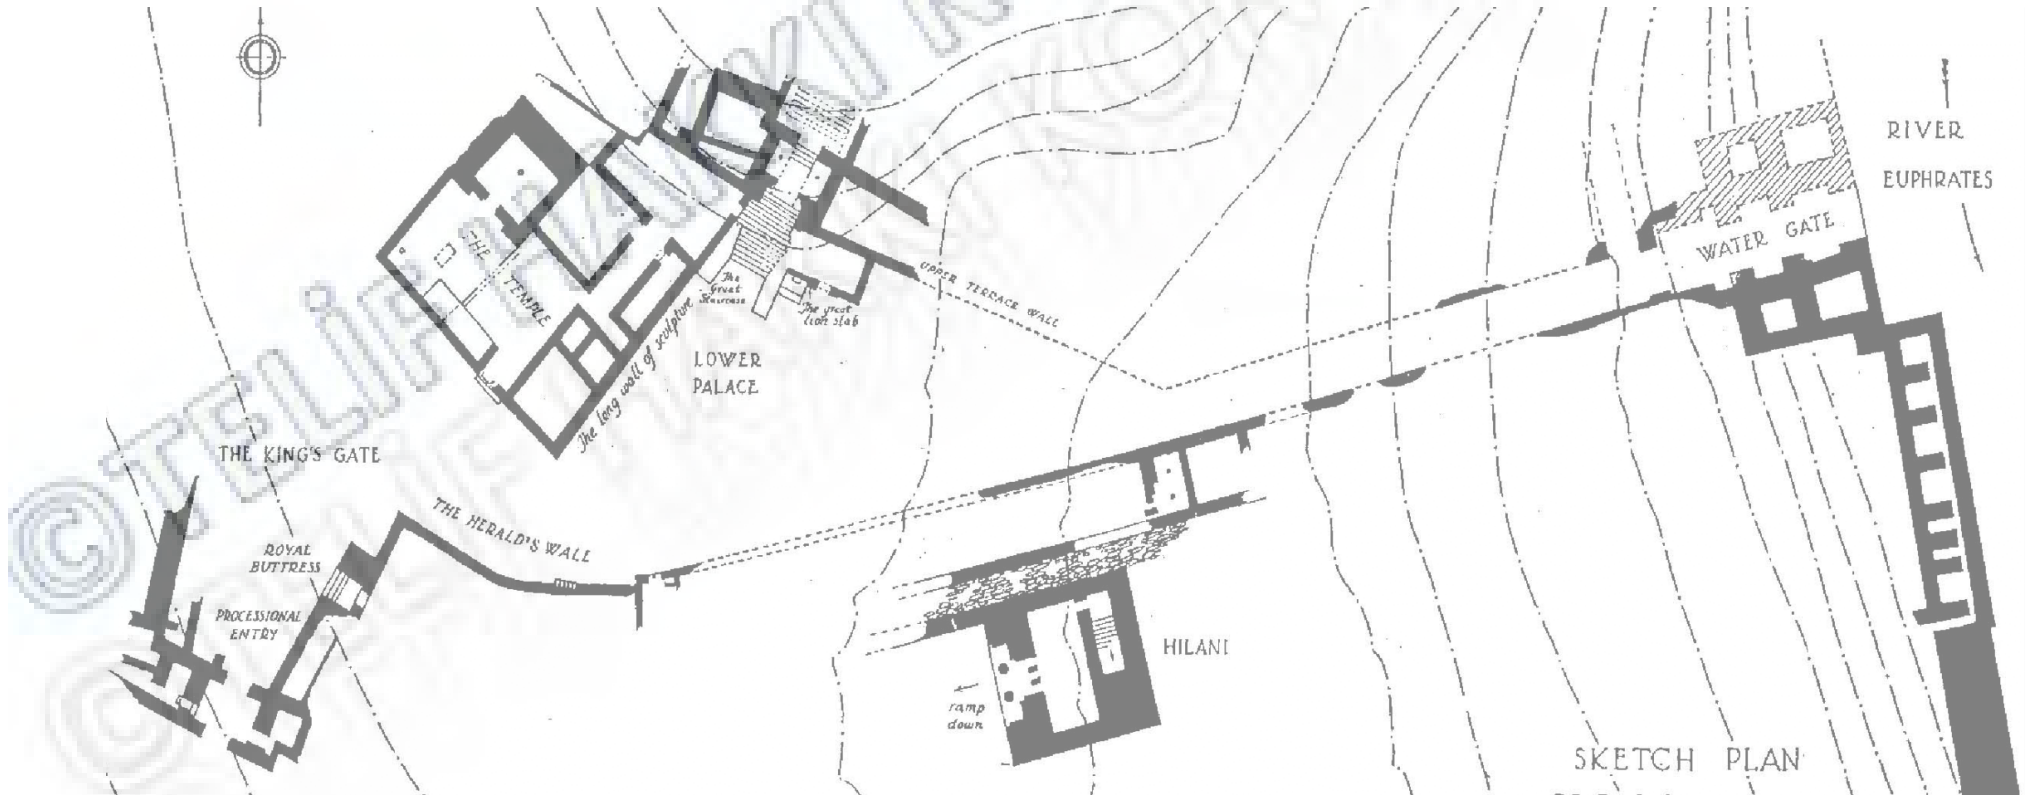 © TELİF HAKKI K
RIVER
EUPHRATES
WATER GATE
THE
TEMPLE
The
Great
Staircase
The great
lion slab
UPPER TERRACE WALL
The long wall of sculpture
LOWER
PALACE
THE KING'S GATE
THE HERALD'S WALL
ROYAL
BUTTRESS
PROCESSIONAL
ENTRY
HILANI
ramp
down
SKETCH PLAN